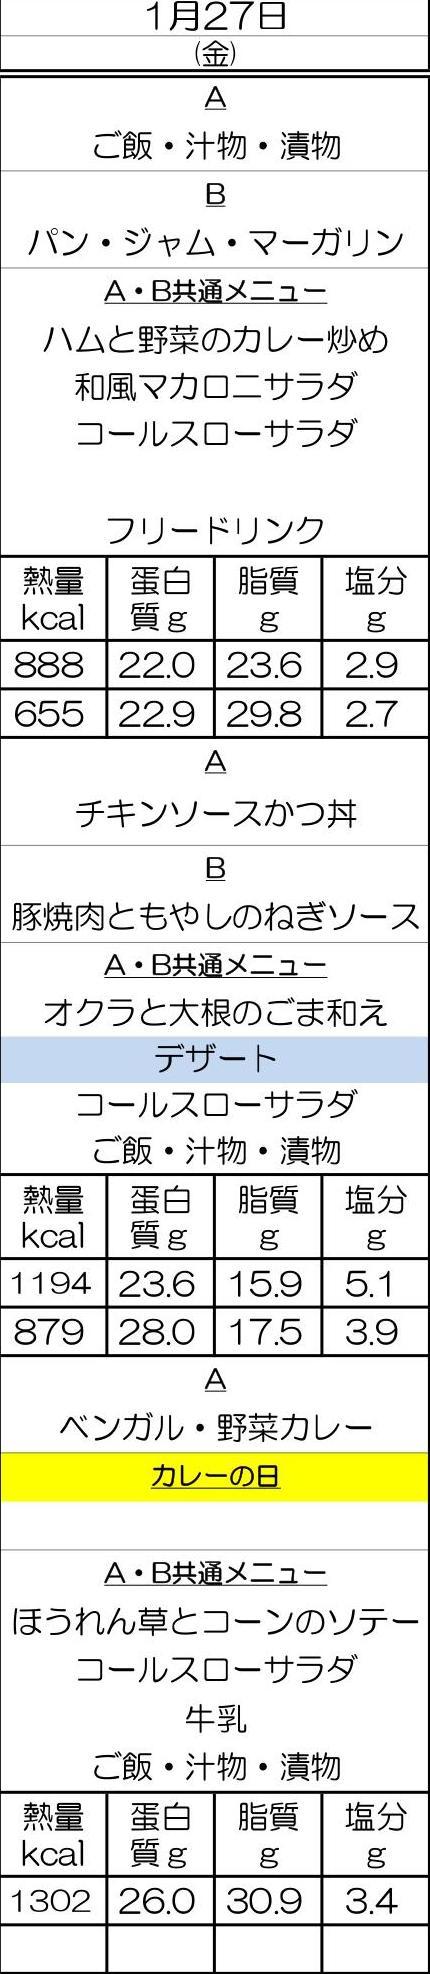 1月27日
(金)
A
ご飯・汁物・漬物
B
パン・ジャム・マーガリン
A・B共通メニュー
ハムと野菜のカレー炒め
和風マカロニサラダ
コールスローサラダ
フリードリンク
熱量 蛋白 脂質 塩分
kcal 質g g g
888 22.0 23.6 2.9
655 22.9 29.8 2.7
A
チキンソースかつ丼
B
豚焼肉ともやしのねぎソース
A・B共通メニュー
オクラと大根のごま和え
デザート
コールスローサラダ
ご飯・汁物・漬物
熱量 蛋白 脂質 塩分
kcal 質g g g
1194 23.6 15.9 5.1
879 28.0 17.5 3.9
A
ベンガル・野菜カレー
カレーの日
A・B共通メニュー
ほうれん草とコーンのソテー
コールスローサラダ
牛乳
ご飯・汁物・漬物
熱量 蛋白 脂質 塩分
kcal 質g g g
1302 26.0 30.9 3.4